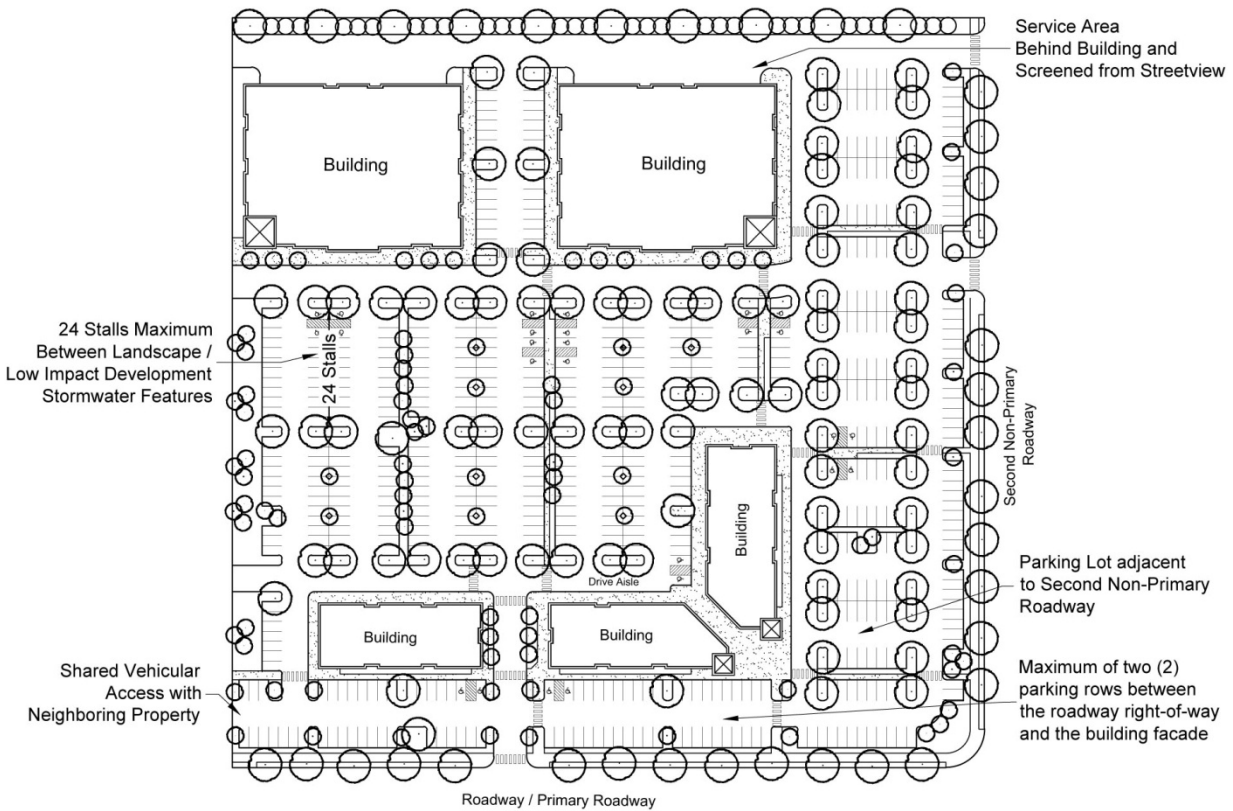 Service Area
Behind Building and
Screened from Streetview
Building
Building
24 Stalls Maximum
Between Landscape /
Low Impact Development
Stormwater Features
24 Stalls
Second Non-Primary
Roadway
Building
Drive Aisle
Parking Lot adjacent
to Second Non-Primary
Roadway
Building
Building
Shared Vehicular
Access with
Neighboring Property
Maximum of two (2)
parking rows between
the roadway right-of-way
and the building facade
Roadway / Primary Roadway